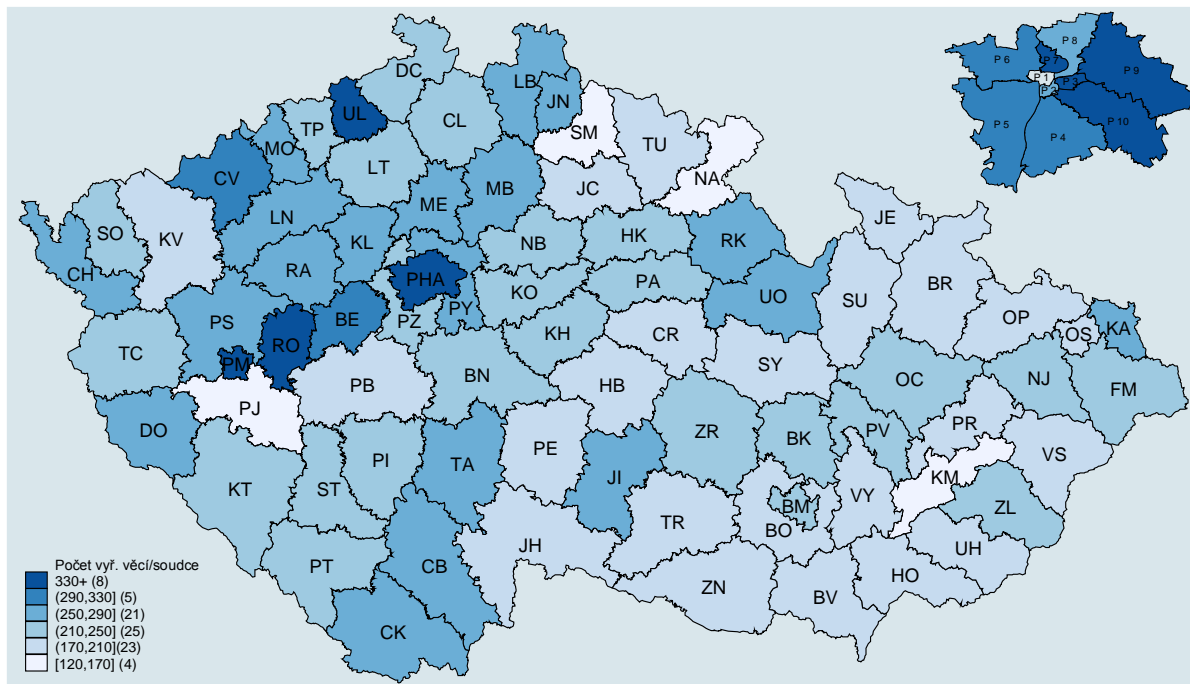 DC
LB
P 8
P 6
P 7
P 9
P 1
P 3
P 2
UL
JN
CL
SM
TP
TU
MO
P 5
P 4
P 10
LT
CV
NA
MB
JC
ME
LN
JE
SO
KV
KL
NB
HK
RK
RA
CH
PHA
PA
BR
KO
UO
SU
PY
PS
BE
PZ
OP
KA
KH
CR
OS
TC
RO
PM
SY
BN
OC
NJ
FM
PB
HB
PJ
DO
PR
ZR
BK
PV
PE
VS
PI
TA
KM
JI
KT
ST
VY
BM
ZL
TR
BO
JH
UH
PT
CB
Počet vyř. věcí/soudce
330+ (8)
(290,330] (5)
(250,290] (21)
(210,250] (25)
(170,210](23)
[120,170] (4)
HO
ZN
BV
CK